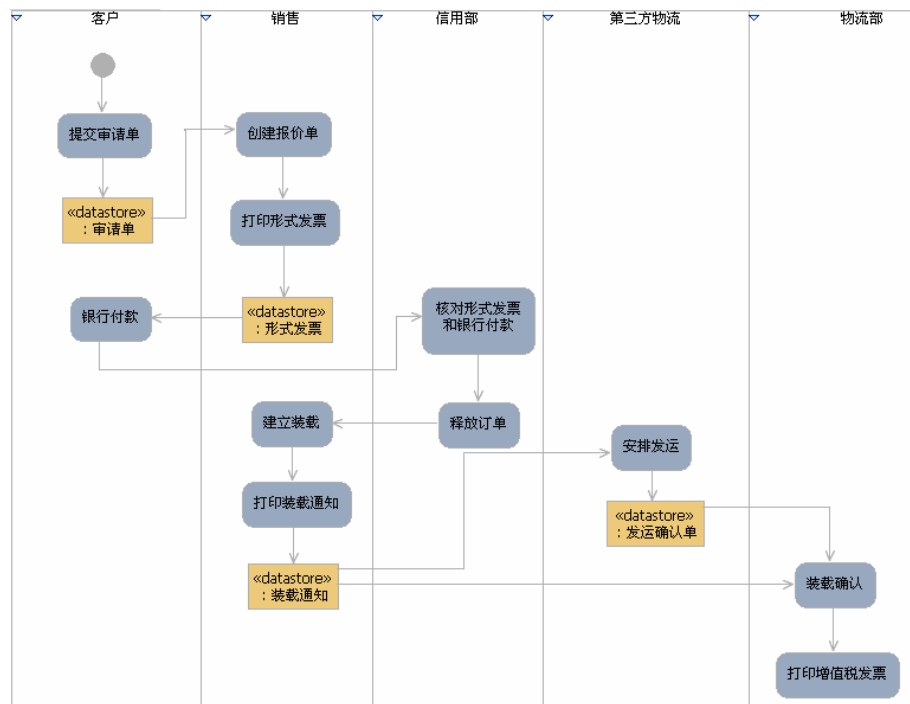 客户
销售
信用部
第三方物流
物流部
提交审请单
创建报价单
«datastore»
：审请单
打印形式发票
银行付款
«datastore»
：形式发票
核对形式发票
和银行付款
建立装载
释放订单
安排发运
打印装载通知
«datastore»
：发运确认单
«datastore»
：装载通知
装载确认
打印增值税发票